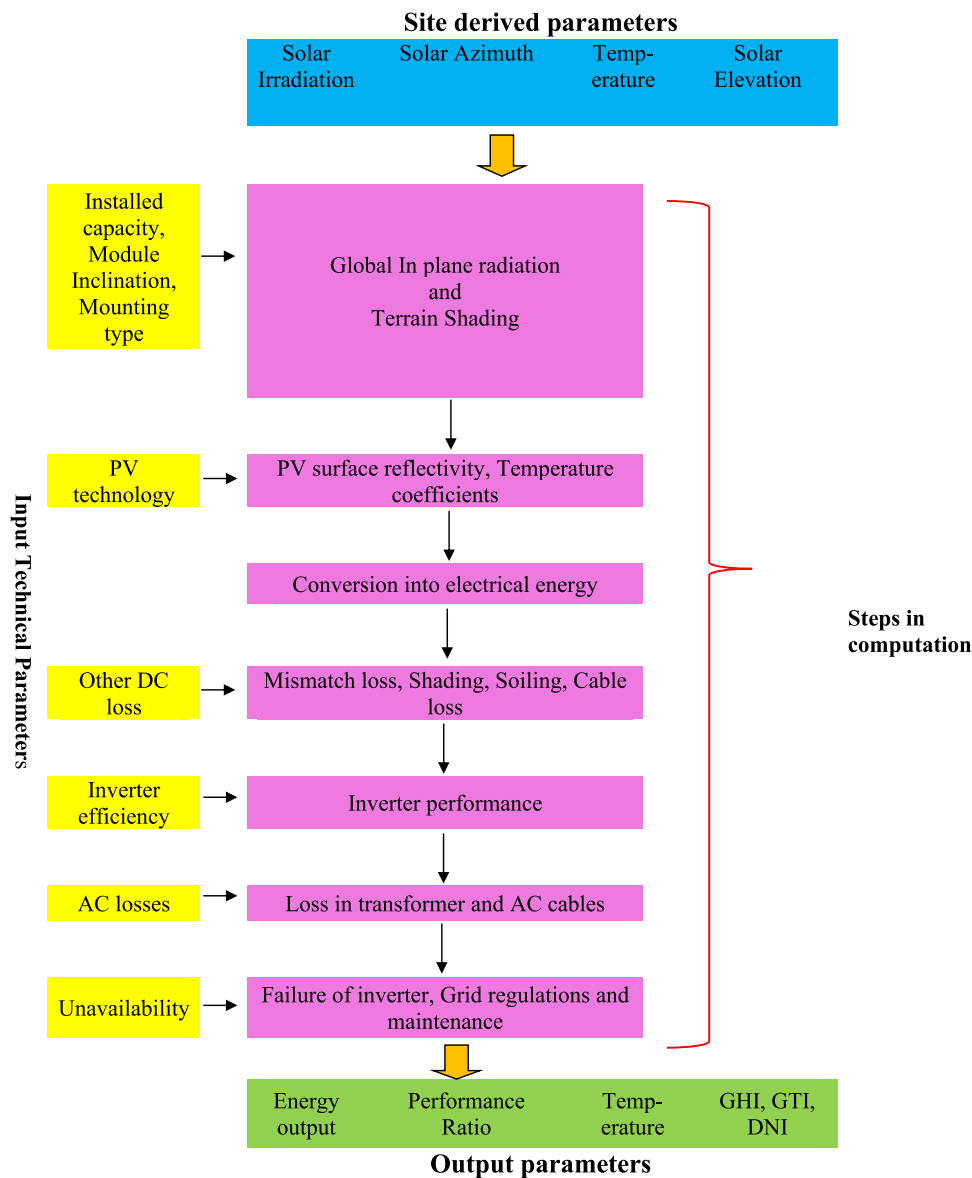 Site derived parameters
Solar Irradiation
Solar Azimuth
Temp-
erature
Solar
Elevation
Installed
capacity,
Module
Inclination,
Mounting
type
Global In plane radiation
and
Terrain Shading
PV
technology
PV surface reflectivity, Temperature
coefficients
Conversion into electrical energy
Other DC
loss
Mismatch loss, Shading, Soiling, Cable
loss
Inverter
efficiency
Inverter performance
AC losses
Loss in transformer and AC cables
Unavailability
Failure of inverter, Grid regulations and
maintenance
Input Technical Parameters
Steps in
computation
Energy
output
Performance
Ratio
Temp-
erature
GHI, GTI,
DNI
Output parameters